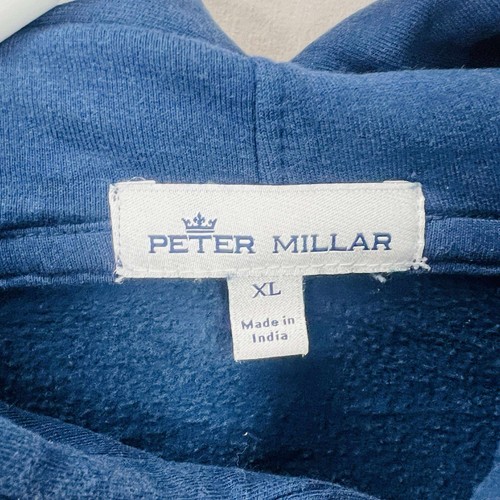 PETER MILLAR
XL
Made in
India